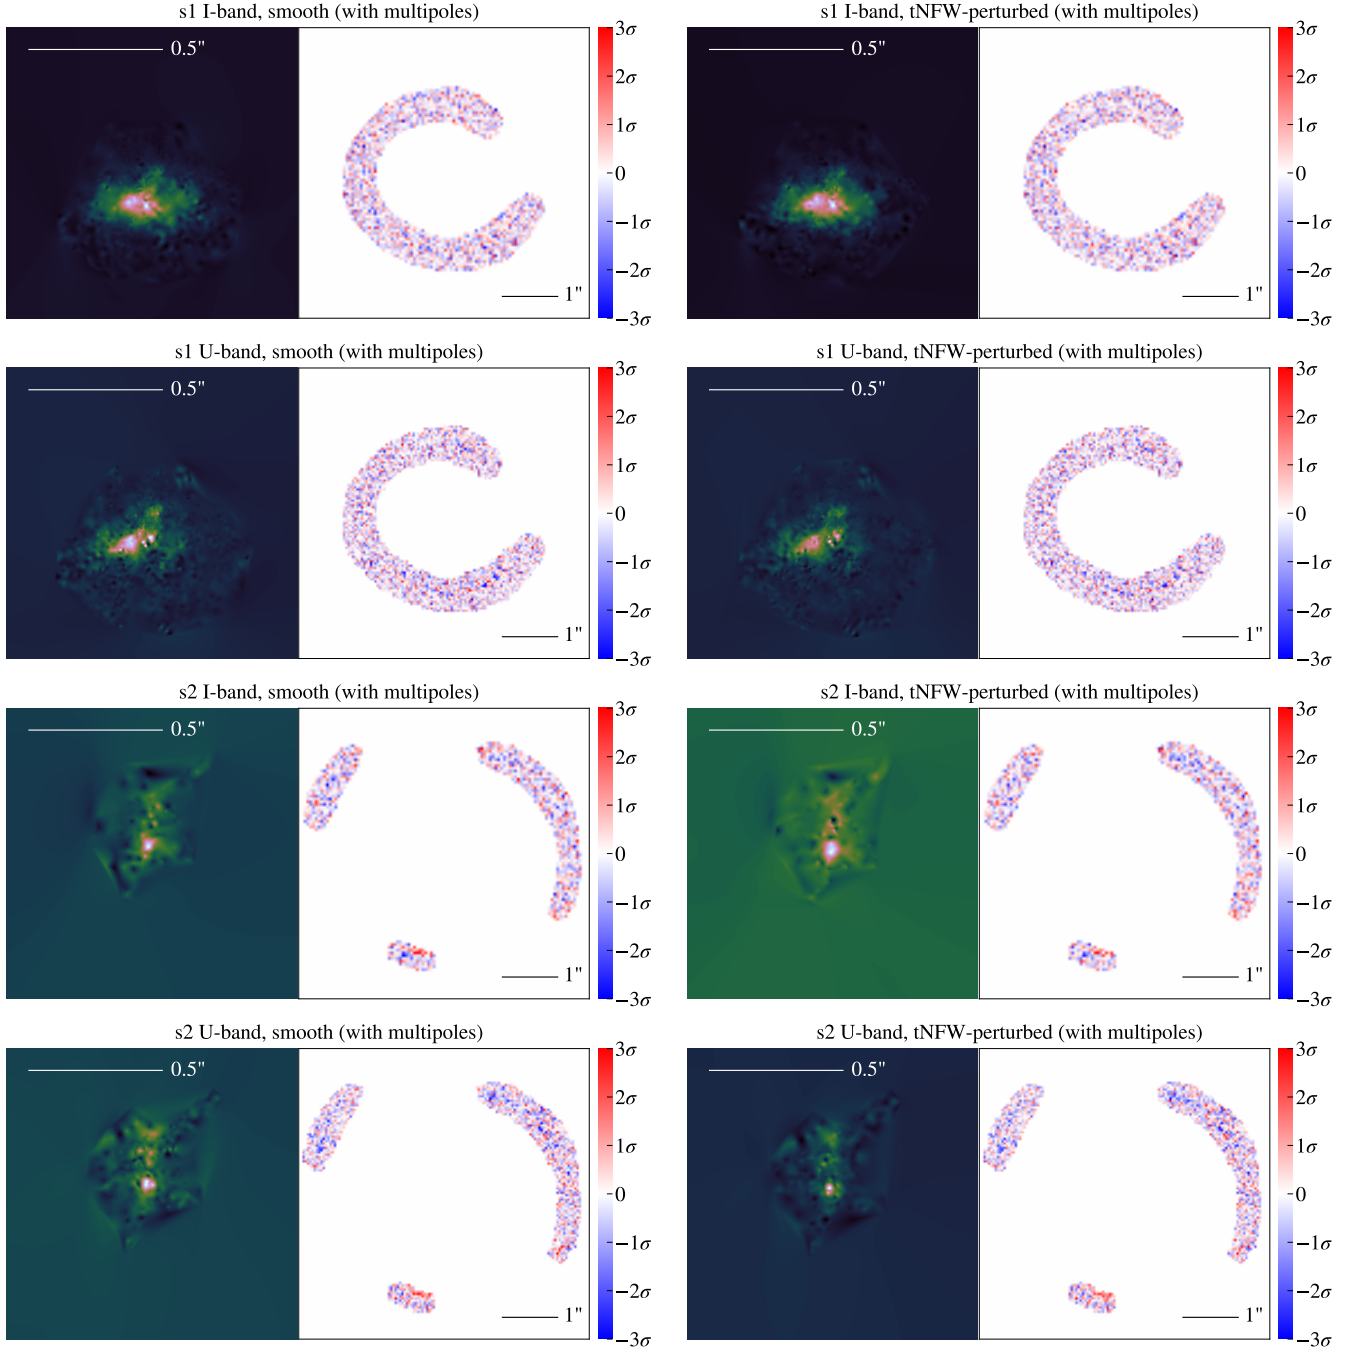 s1 I-band, smooth (with multipoles)
0.5"
1"
3σ
2σ
1σ
0
−1σ
−2σ
−3σ
s1 I-band, tNFW-perturbed (with multipoles)
0.5"
1"
3σ
2σ
1σ
0
−1σ
−2σ
−3σ
s1 U-band, smooth (with multipoles)
0.5"
1"
3σ
2σ
1σ
0
−1σ
−2σ
−3σ
s1 U-band, tNFW-perturbed (with multipoles)
0.5"
1"
3σ
2σ
1σ
0
−1σ
−2σ
−3σ
s2 I-band, smooth (with multipoles)
0.5"
1"
3σ
2σ
1σ
0
−1σ
−2σ
−3σ
s2 I-band, tNFW-perturbed (with multipoles)
0.5"
1"
3σ
2σ
1σ
0
−1σ
−2σ
−3σ
s2 U-band, smooth (with multipoles)
0.5"
1"
3σ
2σ
1σ
0
−1σ
−2σ
−3σ
s2 U-band, tNFW-perturbed (with multipoles)
0.5"
1"
3σ
2σ
1σ
0
−1σ
−2σ
−3σ